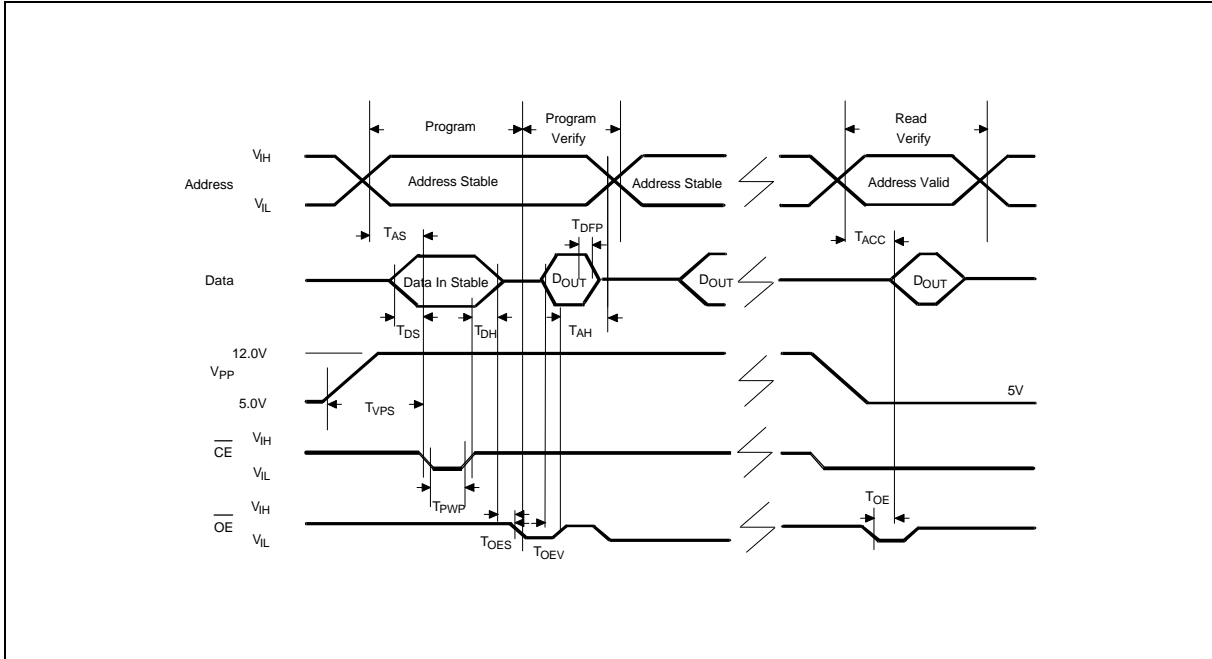 Program
Program
Verify
Read
Verify
VIH
Address
VIL
Address Stable
Address Stable
Address Valid
TAS
TDFP
TACC
Data
Data In Stable
DOUT
DOUT
DOUT
TDS
TDH
TAH
12.0V
VPP
5.0V
TVPS
5V
VIH
CE
VIL
TPWP
VIH
OE
VIL
TOES
TOEV
TOE